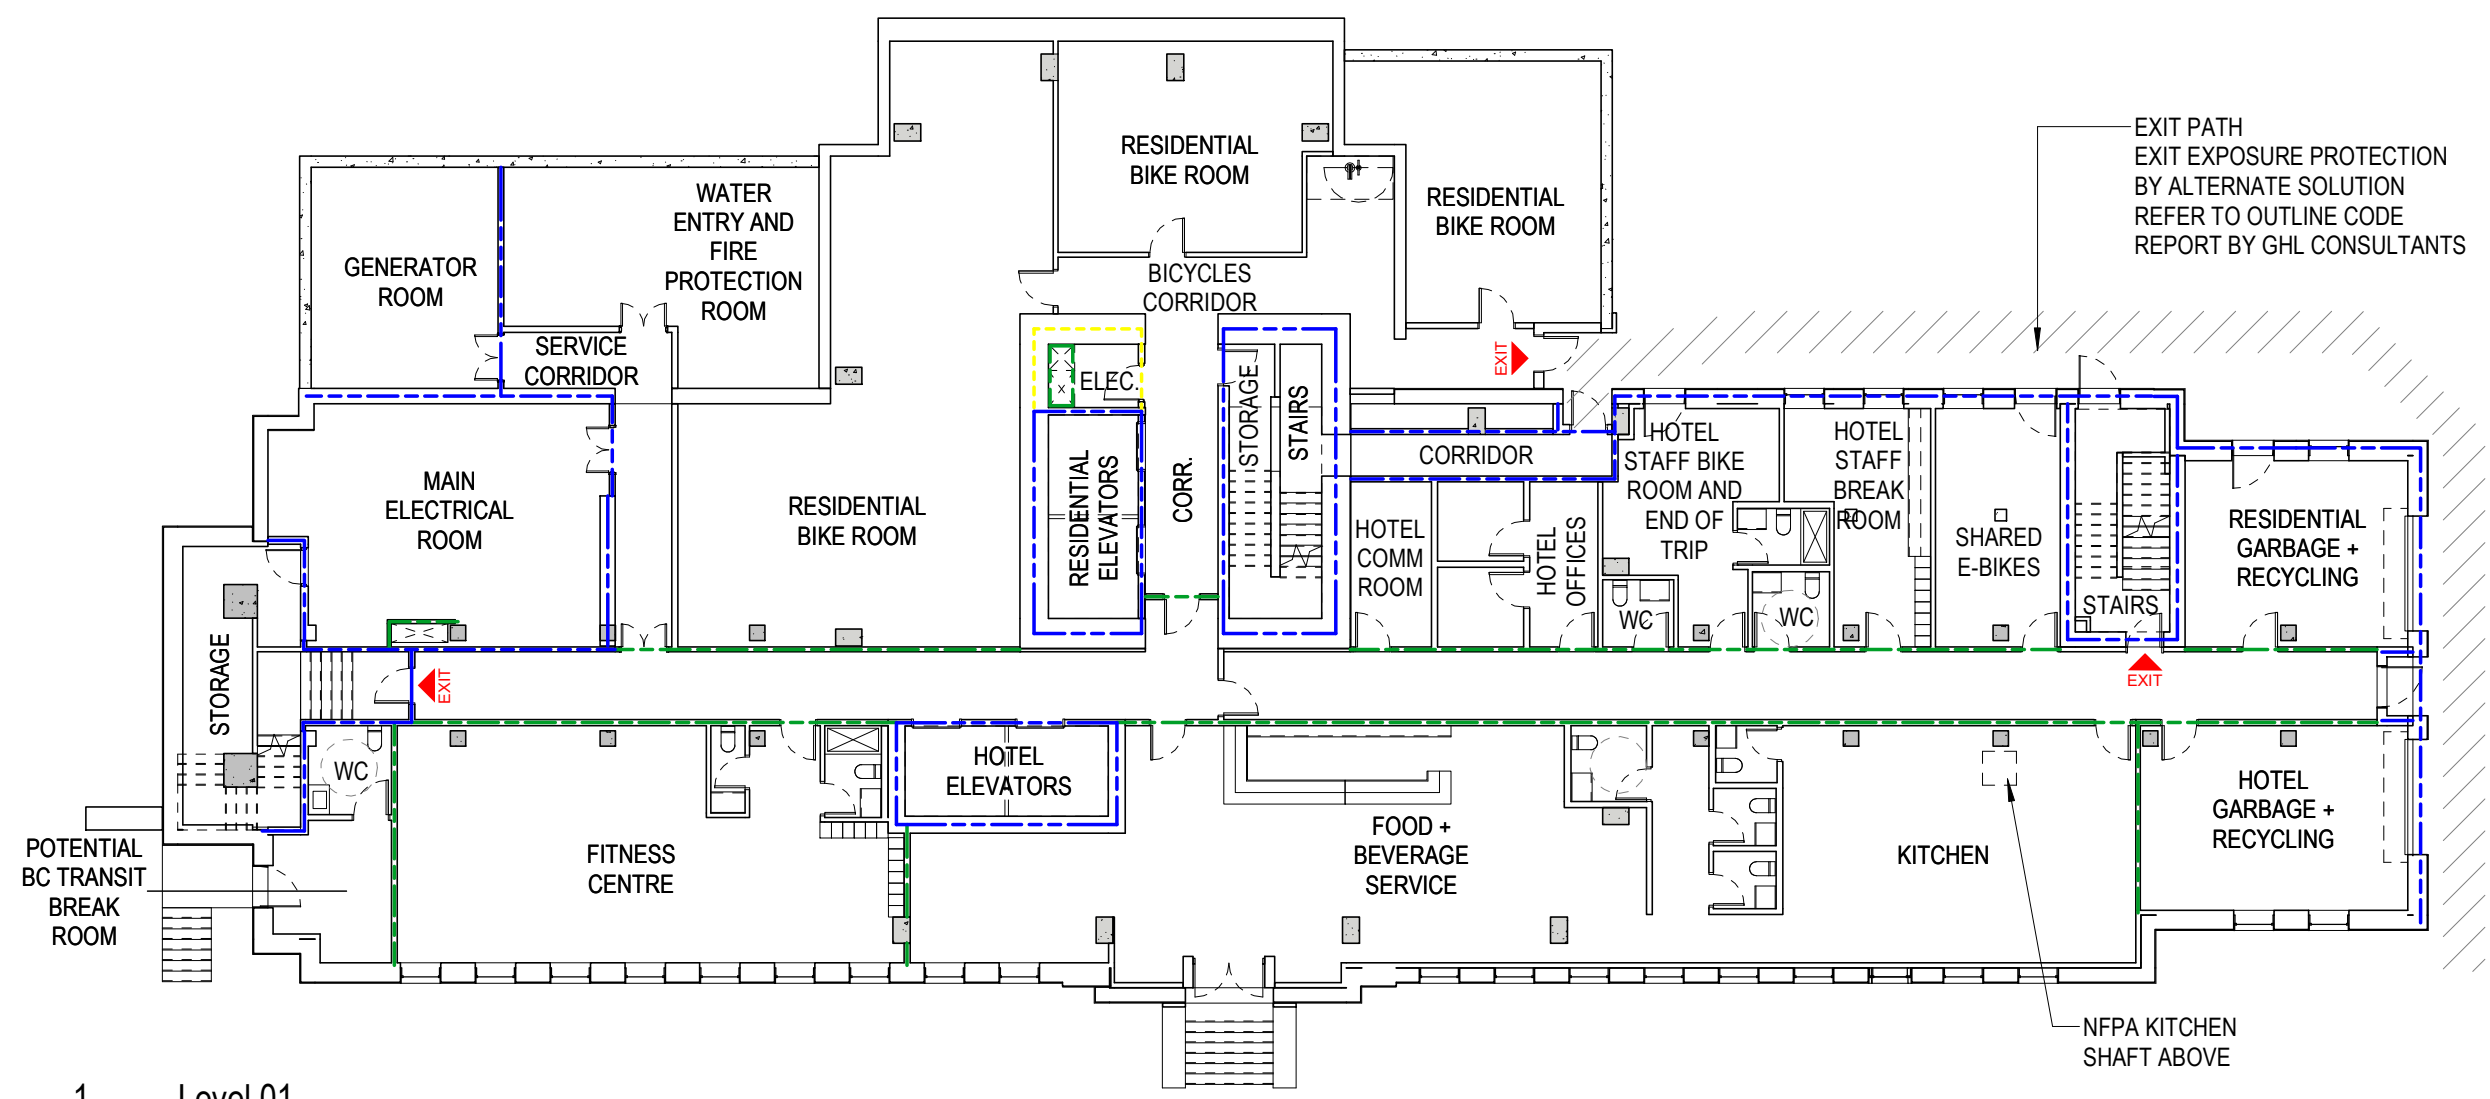 RESIDENTIAL
BIKE ROOM
RESIDENTIAL
BIKE ROOM
EXIT PATH
EXIT EXPOSURE PROTECTION
BY ALTERNATE SOLUTION
REFER TO OUTLINE CODE
REPORT BY GHL CONSULTANTS
WATER
ENTRY AND
FIRE
PROTECTION
ROOM
GENERATOR
ROOM
BICYCLES
CORRIDOR
SERVICE
CORRIDOR
EXIT
ELEC.
X
STORAGE
STAIRS
RESIDENTIAL
ELEVATORS
CORR.
CORRIDOR
MAIN
ELECTRICAL
ROOM
RESIDENTIAL
BIKE ROOM
HOTEL
COMM
ROOM
HOTEL
OFFICES
HOTEL
STAFF BIKE
ROOM AND
END OF
TRIP
HOTEL
STAFF
BREAK
ROOM
SHARED
E-BIKES
STAIRS
RESIDENTIAL
GARBAGE +
RECYCLING
WC
WC
STORAGE
EXIT
EXIT
WC
HOTEL
ELEVATORS
POTENTIAL
BC TRANSIT
BREAK
ROOM
FITNESS
CENTRE
FOOD +
BEVERAGE
SERVICE
KITCHEN
HOTEL
GARBAGE +
RECYCLING
NFPA KITCHEN
SHAFT ABOVE
1 Level 01